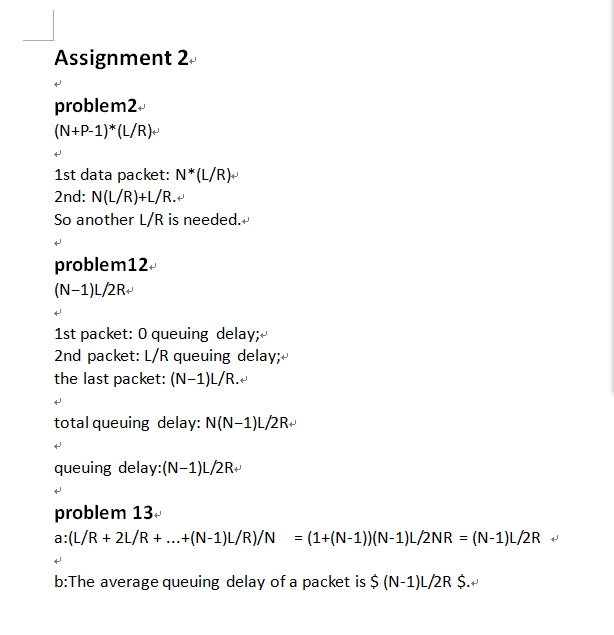 Assignment 2
problem2
(N+P-1)*(L/R)
1st data packet: N*(L/R)
2nd: N(L/R)+L/R.
So another L/R is needed.
problem12
(N−1)L/2R
1st packet: 0 queuing delay;
2nd packet: L/R queuing delay;
the last packet: (N−1)L/R.
total queuing delay: N(N−1)L/2R
queuing delay:(N−1)L/2R
problem 13
a:(L/R + 2L/R + ...+(N-1)L/R)/N = (1+(N-1))(N-1)L/2NR = (N-1)L/2R
b:The average queuing delay of a packet is $ (N-1)L/2R $.